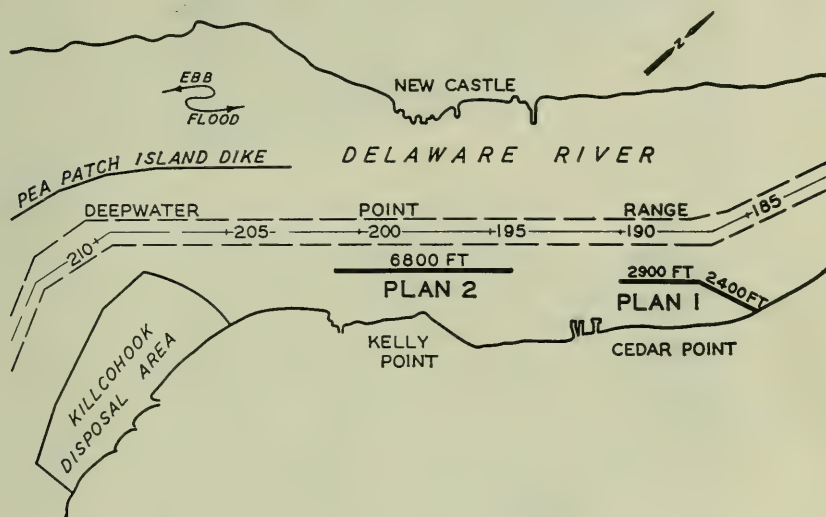 N
EBB
FLOOD
NEW CASTLE
DELAWARE RIVER
PEA PATCH ISLAND DIKE
DEEPWATER POINT RANGE
210+ +205- +200 +195 +190 +185
6800 FT
PLAN 2
2900 FT 2400 FT
PLAN 1
KELLY
POINT
CEDAR POINT
KILLCOHOOK
DISPOSAL AREA